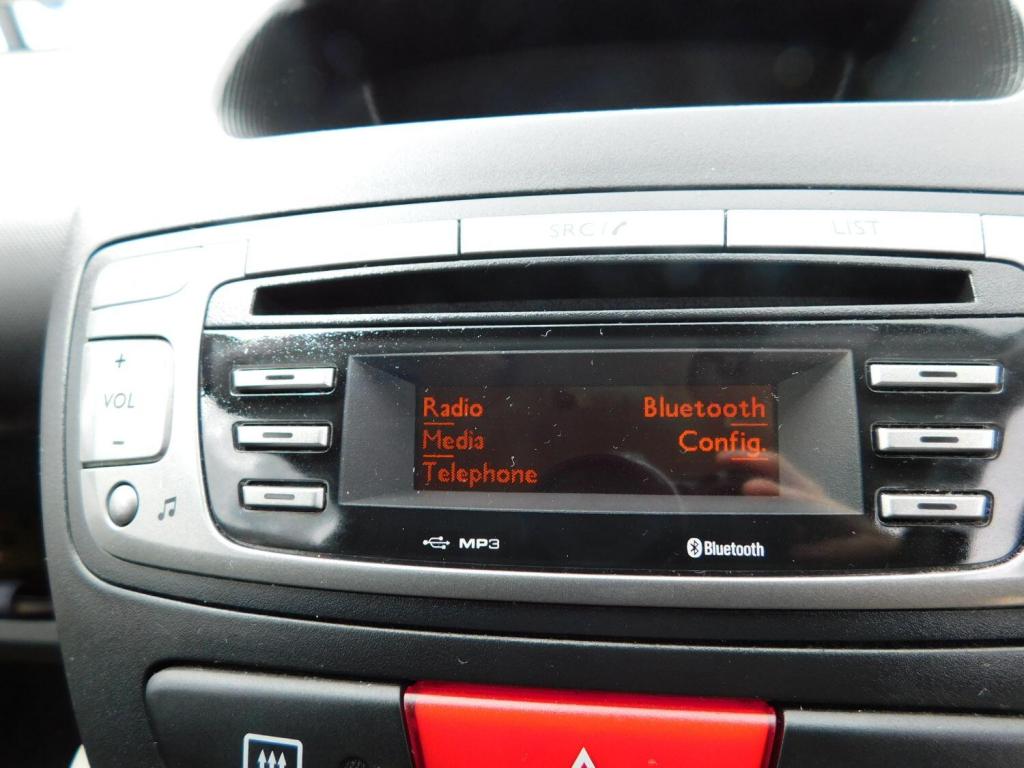 SRC/
LIST
+
VOL
-
Radio Bluetooth
Media Config.
Telephone
MP3 Bluetooth